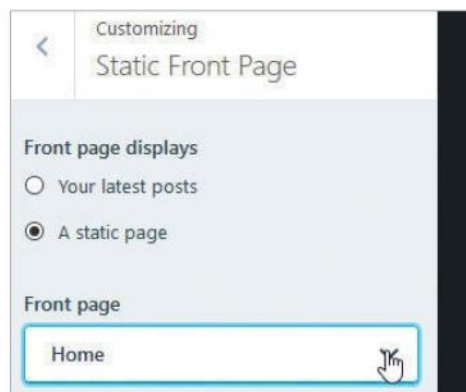 Customizing
Static Front Page
Front page displays
Your latest posts
A static page
Front page
Home